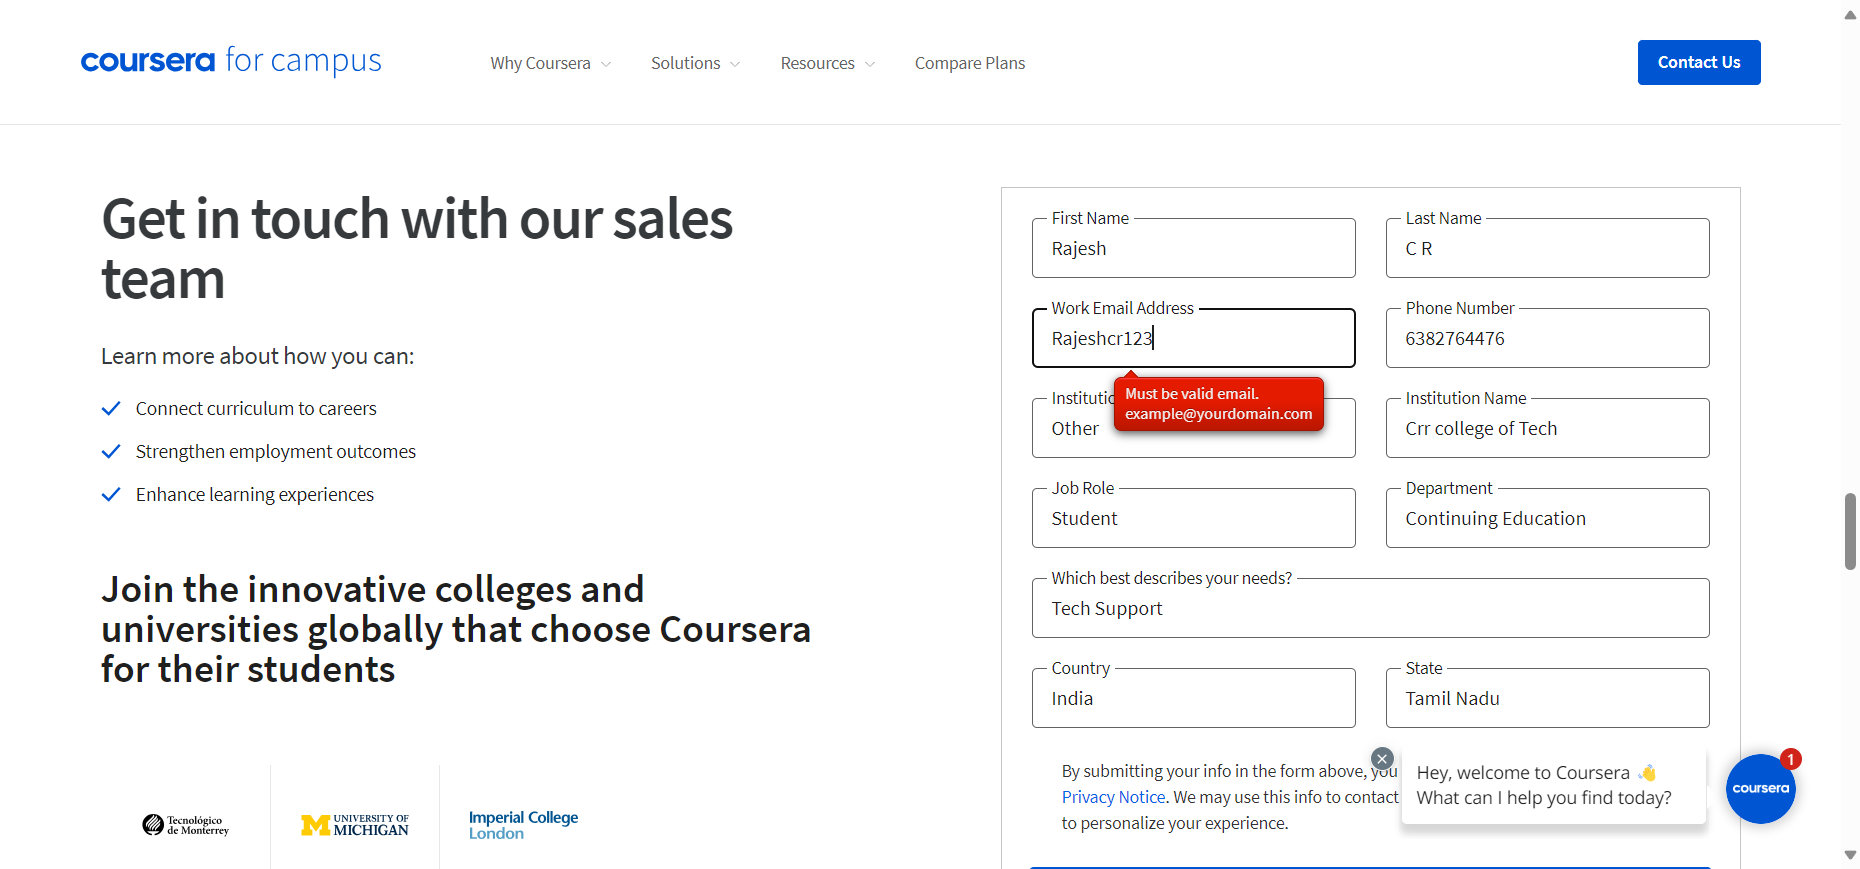 coursera for campus
Why Coursera
Solutions
Resources
Compare Plans
Contact Us
Get in touch with our sales
team
Learn more about how you can:
Connect curriculum to careers
Strengthen employment outcomes
Enhance learning experiences
Join the innovative colleges and
universities globally that choose Coursera
for their students
Tecnológico
de Monterrey
UNIVERSITY OF
MICHIGAN
Imperial College
London
First Name
Rajesh
Last Name
C R
Work Email Address
Rajeshcr123
Phone Number
6382764476
Must be valid email.
example@yourdomain.com
Institutio
Other
Institution Name
Crr college of Tech
Job Role
Student
Department
Continuing Education
Which best describes your needs?
Tech Support
Country
India
State
Tamil Nadu
By submitting your info in the form above, you
Privacy Notice. We may use this info to contact
to personalize your experience.
Hey, welcome to Coursera 👋
What can I help you find today?
coursera
1